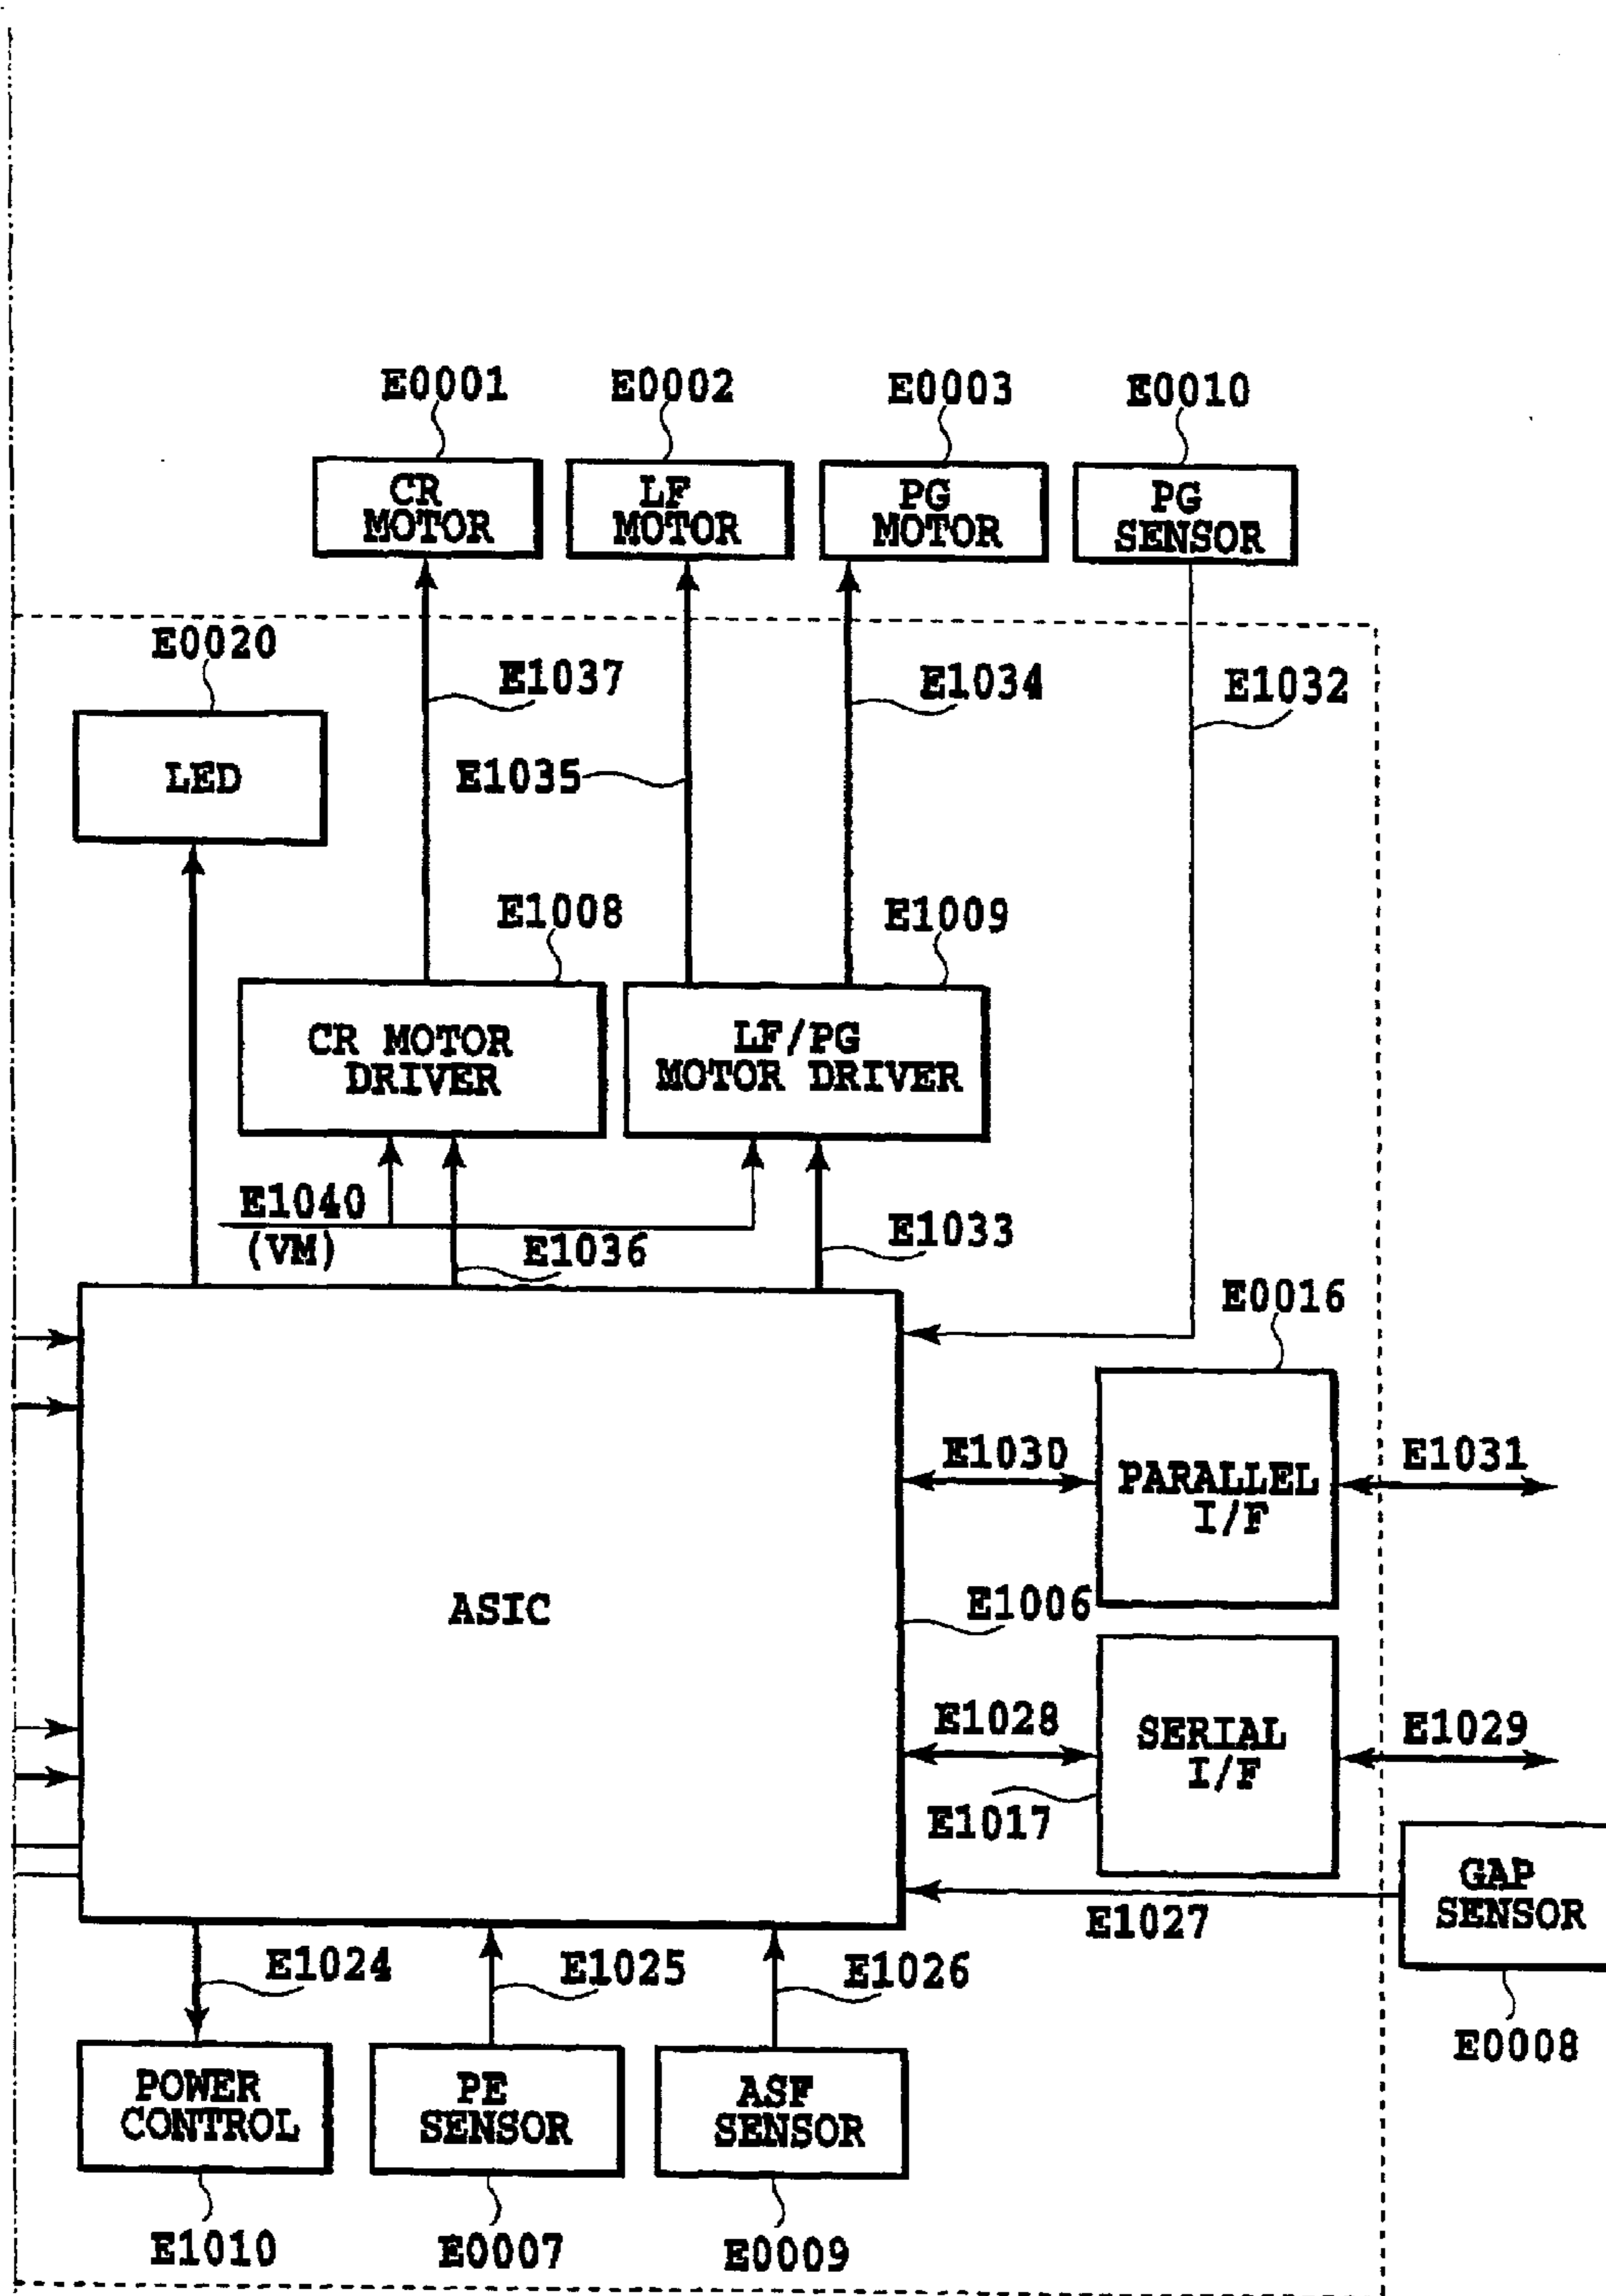 E0001
E0002
E0003
E0010
CR
MOTOR
LF
MOTOR
PG
MOTOR
PG
SENSOR
E0020
E1037
E1034
E1032
LED
E1035
E1008
E1009
CR MOTOR
DRIVER
LF/PG
MOTOR DRIVER
E1040
(VM)
E1036
E1033
E0016
E1030
PARALLEL
I/F
E1031
ASIC
E1006
E1028
SERIAL
I/F
E1029
E1017
GAP
SENSOR
E1027
E1024
E1025
E1026
E0008
POWER
CONTROL
PE
SENSOR
ASF
SENSOR
E1010
E0007
E0009